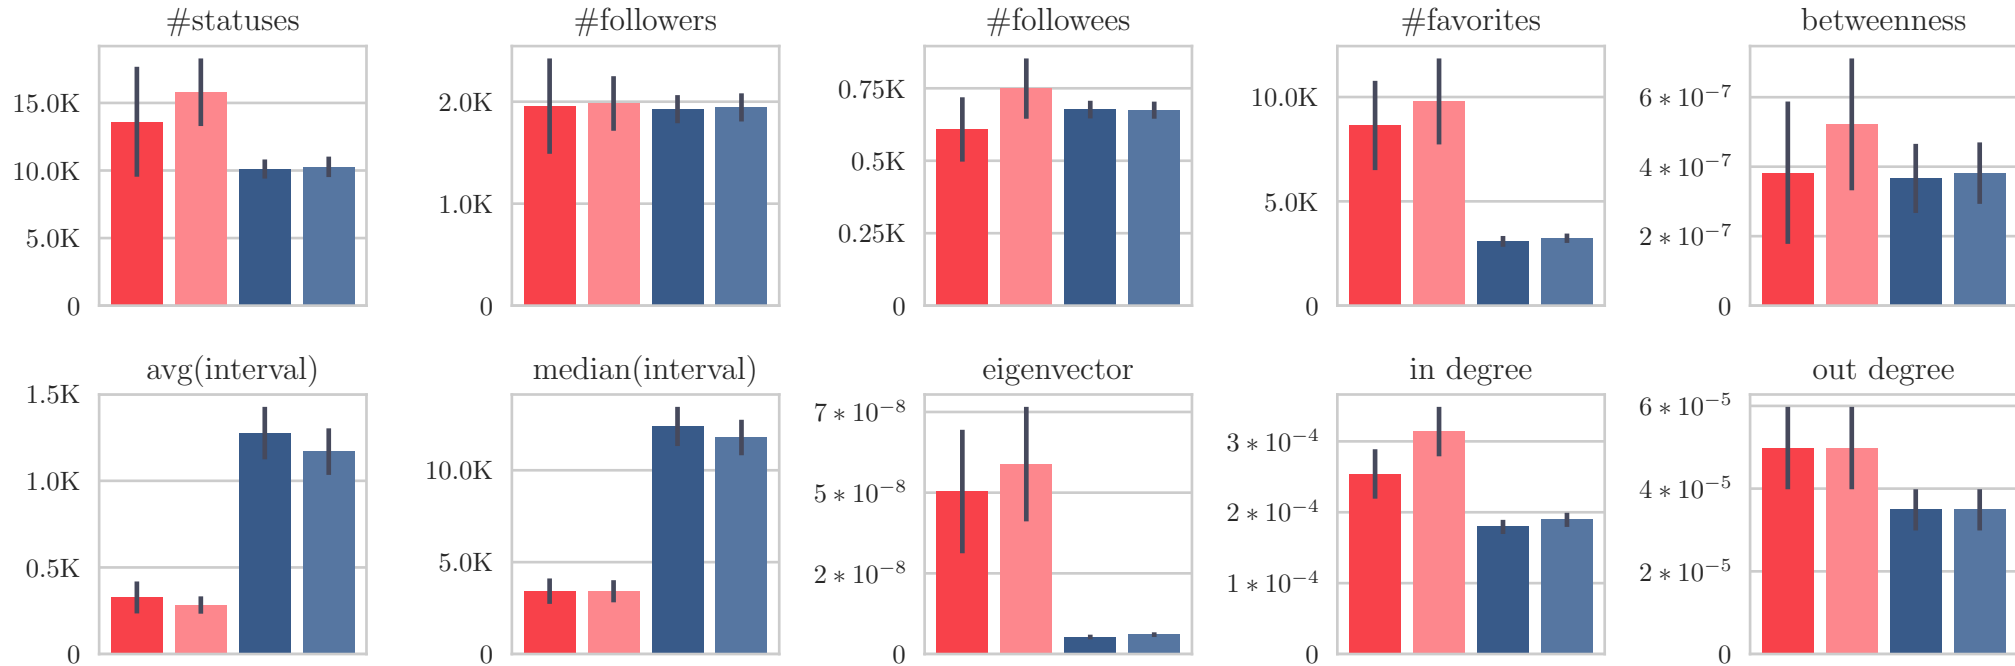 #statuses
15.0K
10.0K
5.0K
0
#followers
2.0K
1.0K
0
#followees
0.75K
0.5K
0.25K
0
#favorites
10.0K
5.0K
0
betweenness
6 * 10⁻⁷
4 * 10⁻⁷
2 * 10⁻⁷
0
avg(interval)
1.5K
1.0K
0.5K
0
median(interval)
10.0K
5.0K
0
eigenvector
7 * 10⁻⁸
5 * 10⁻⁸
2 * 10⁻⁸
0
in degree
3 * 10⁻⁴
2 * 10⁻⁴
1 * 10⁻⁴
0
out degree
6 * 10⁻⁵
4 * 10⁻⁵
2 * 10⁻⁵
0